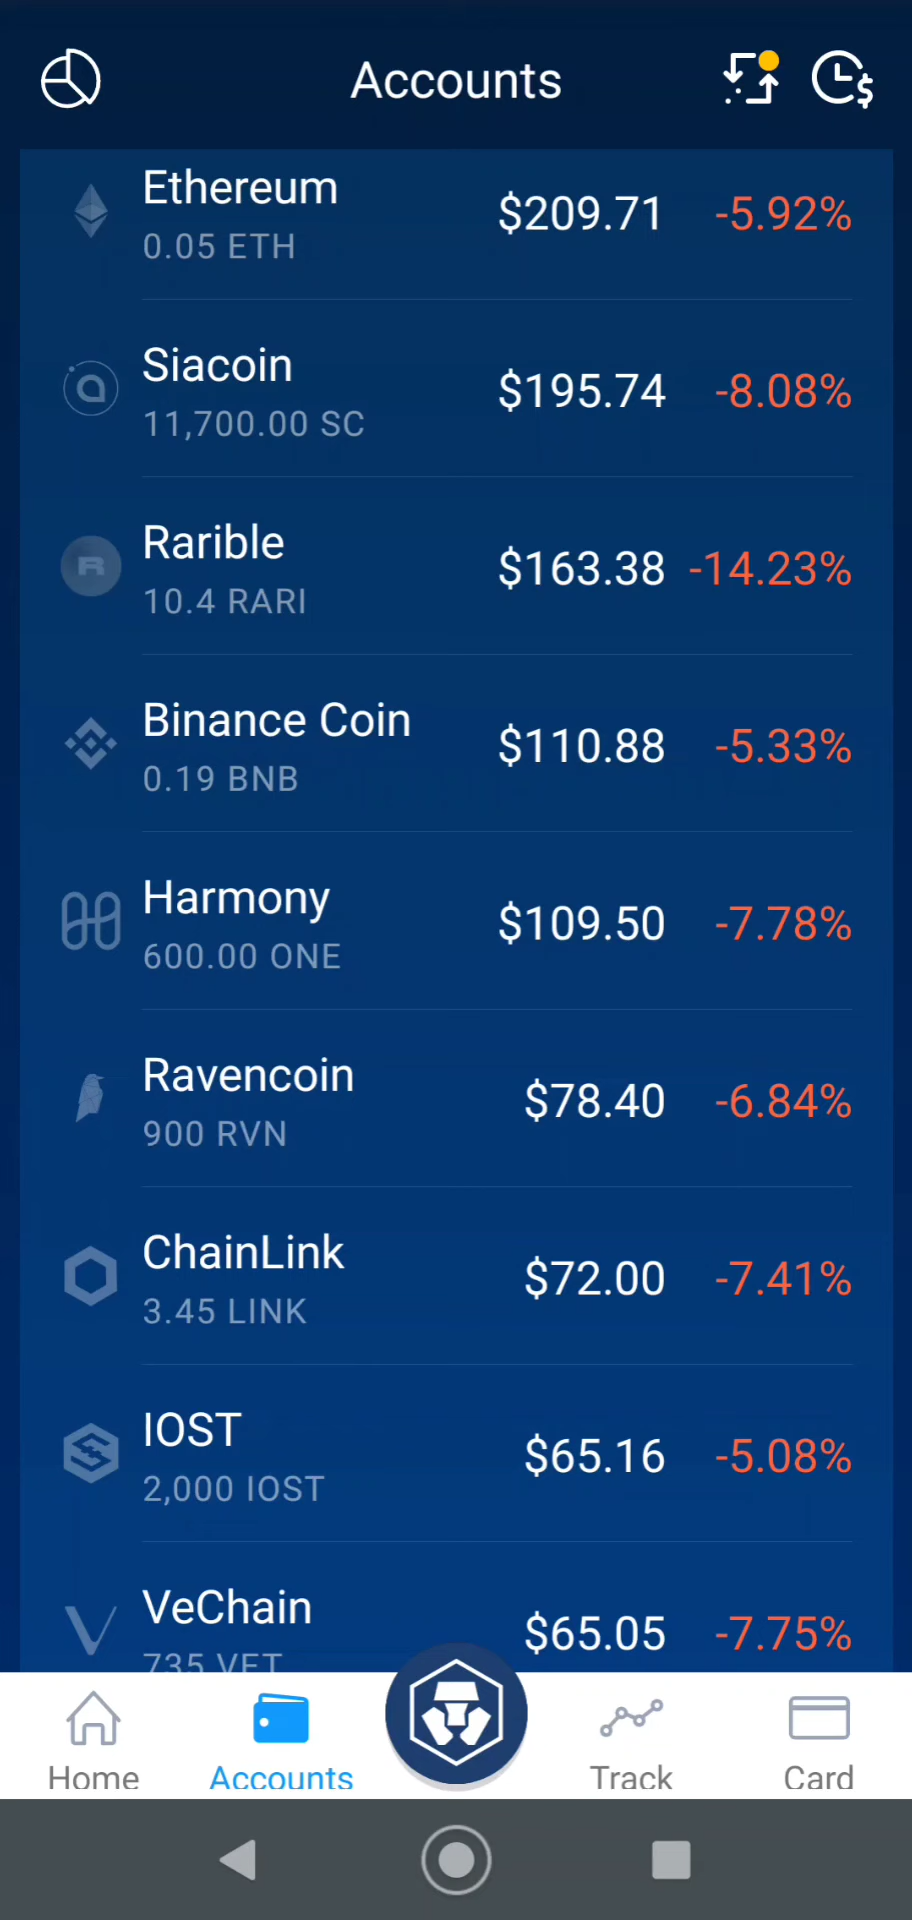 Accounts
Ethereum
$209.71 -5.92%
0.05 ETH
Siacoin
$195.74 -8.08%
11,700.00 SC
Rarible
$163.38 -14.23%
10.4 RARI
Binance Coin
$110.88 -5.33%
0.19 BNB
Harmony
$109.50 -7.78%
600.00 ONE
Ravencoin
$78.40 -6.84%
900 RVN
ChainLink
$72.00 -7.41%
3.45 LINK
IOST
$65.16 -5.08%
2,000 IOST
VeChain
$65.05 -7.75%
735 VET
Home Accounts Track Card